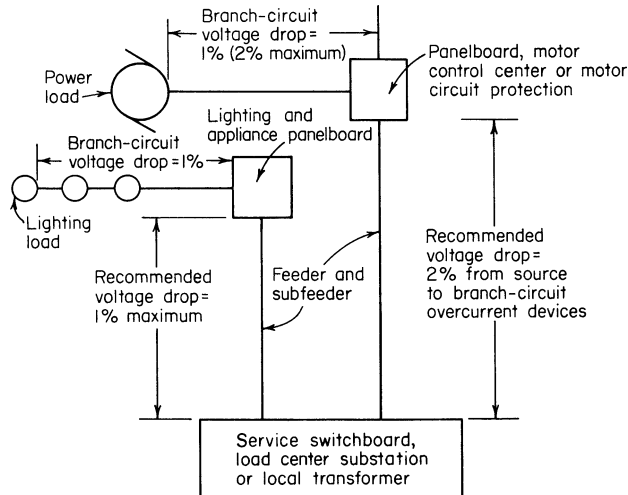 Branch-circuit
voltage drop=
1% (2% maximum)
Panelboard, motor
control center or motor
circuit protection
Power
load
Lighting and
appliance panelboard
Branch-circuit
voltage drop=1%
Lighting
load
Recommended
voltage drop=
1% maximum
Feeder and
subfeeder
Recommended
voltage drop=
2% from source
to branch-circuit
overcurrent devices
Service switchboard,
load center substation
or local transformer